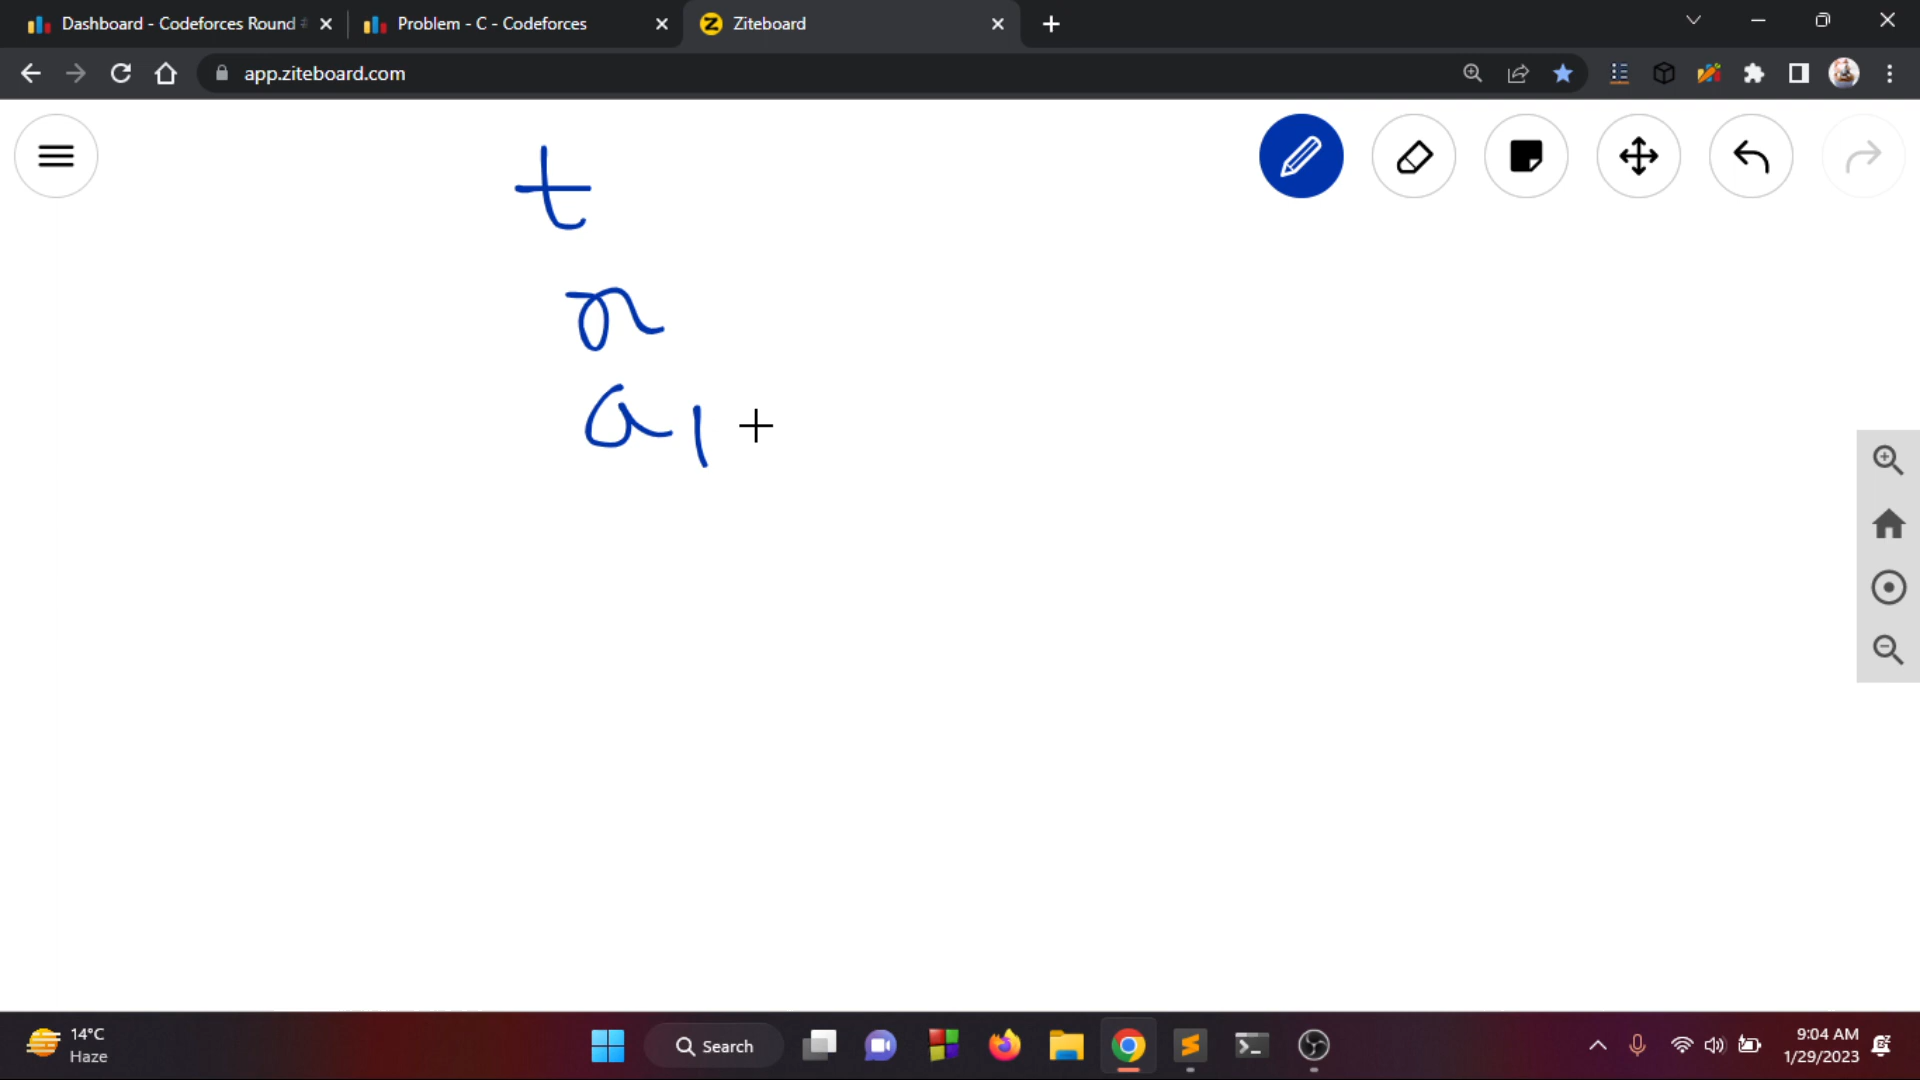 Dashboard - Codeforces Round #
Problem - C - Codeforces
Ziteboard
app.ziteboard.com
t
n
a1
14°C
Haze
Search
9:04 AM
1/29/2023